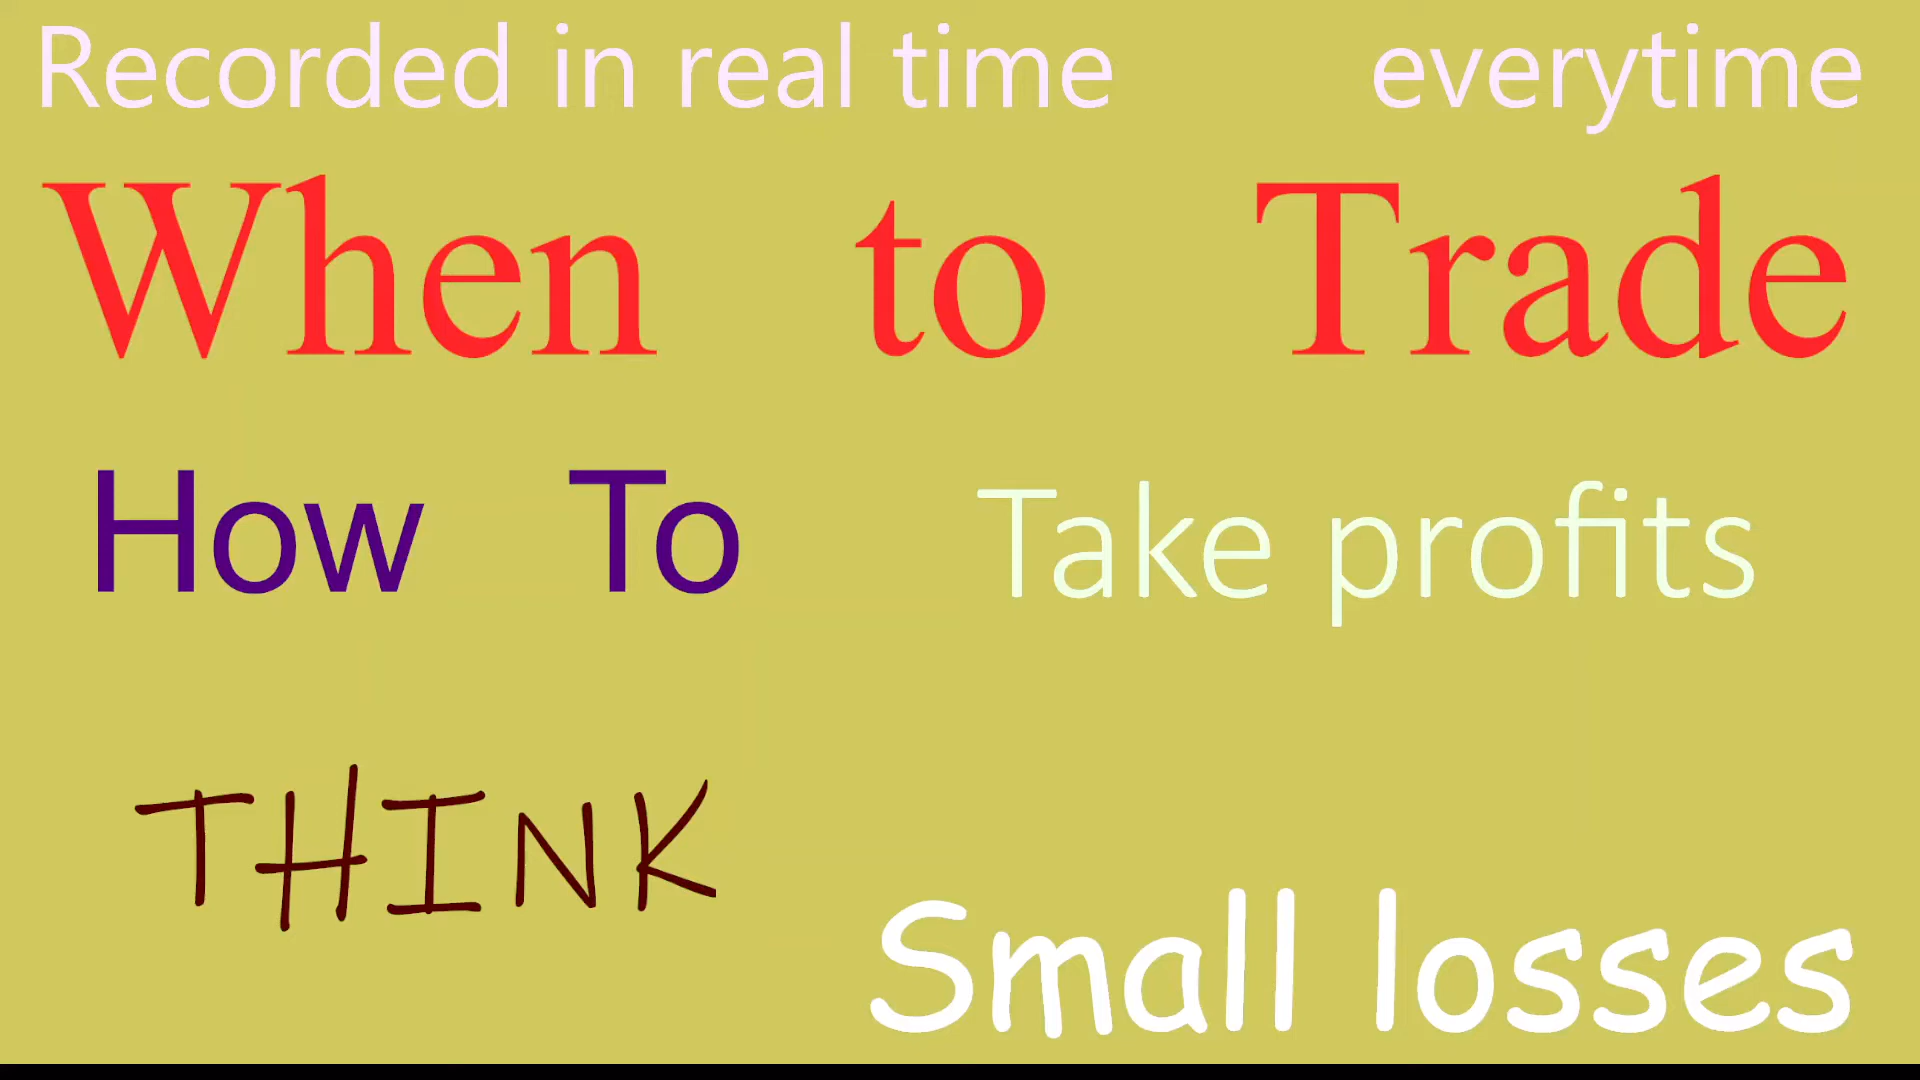 Recorded in real time everytime
When to Trade
How To Take profits
THINK
Small losses